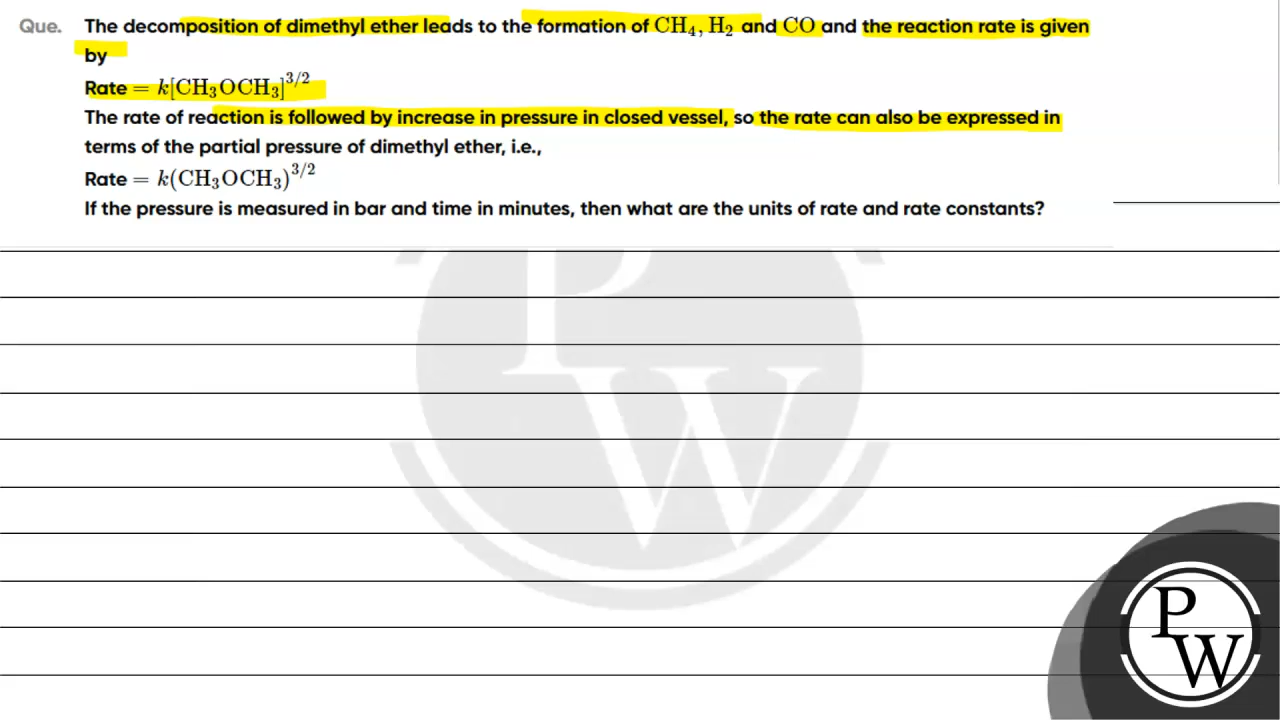 Que. The decomposition of dimethyl ether leads to the formation of CH₄, H₂ and CO and the reaction rate is given
by
Rate = k[CH₃OCH₃]^3/2
The rate of reaction is followed by increase in pressure in closed vessel, so the rate can also be expressed in
terms of the partial pressure of dimethyl ether, i.e.,
Rate = k(CH₃OCH₃)^3/2
If the pressure is measured in bar and time in minutes, then what are the units of rate and rate constants?
P
W
P
W